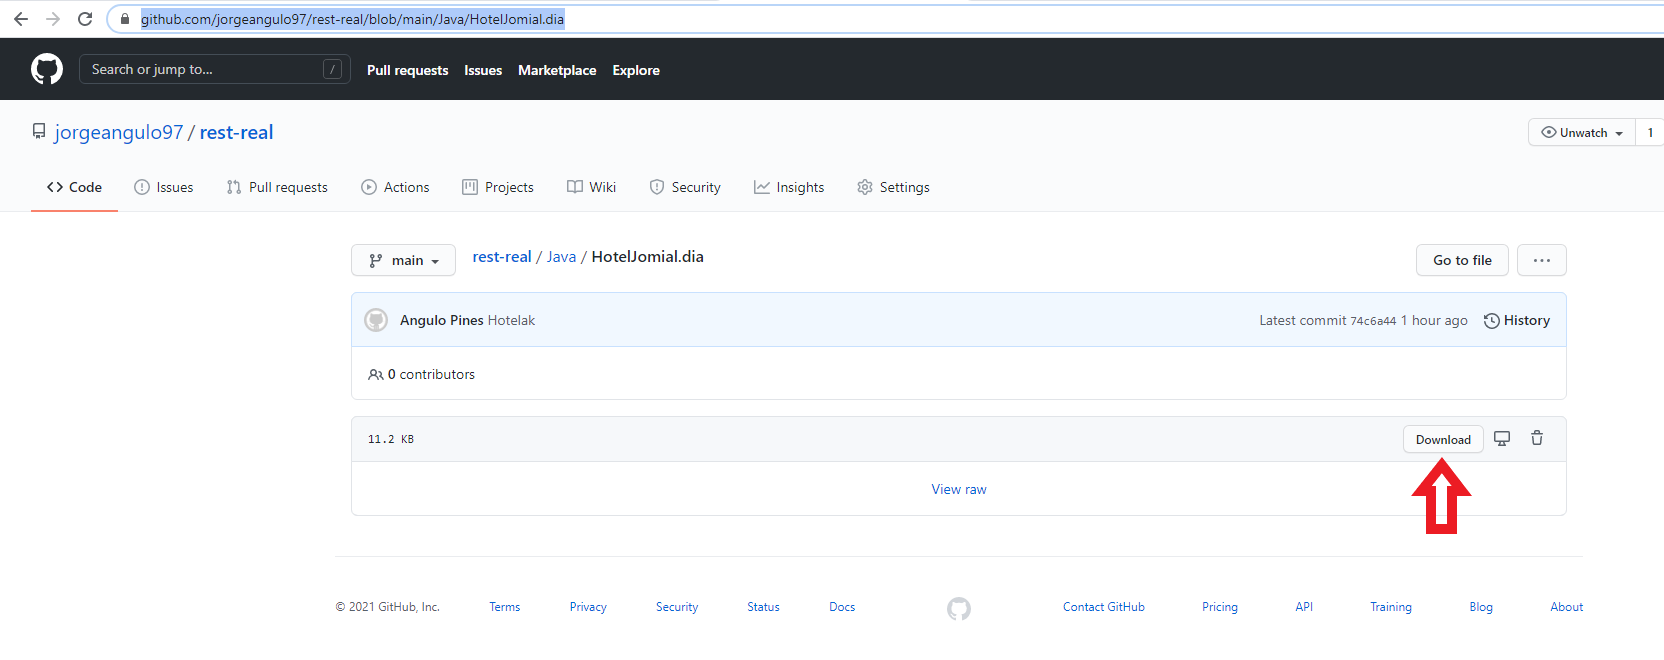 github.com/jorgeangulo97/rest-real/blob/main/Java/HotelJomial.dia
Search or jump to... /
Pull requests Issues Marketplace Explore
jorgeangulo97 / rest-real
Unwatch 1
Code Issues Pull requests Actions Projects Wiki Security Insights Settings
main rest-real / Java / HotelJomial.dia Go to file ...
Angulo Pines Hotelak Latest commit 74c6a44 1 hour ago History
0 contributors
11.2 KB Download
View raw
© 2021 GitHub, Inc. Terms Privacy Security Status Docs Contact GitHub Pricing API Training Blog About